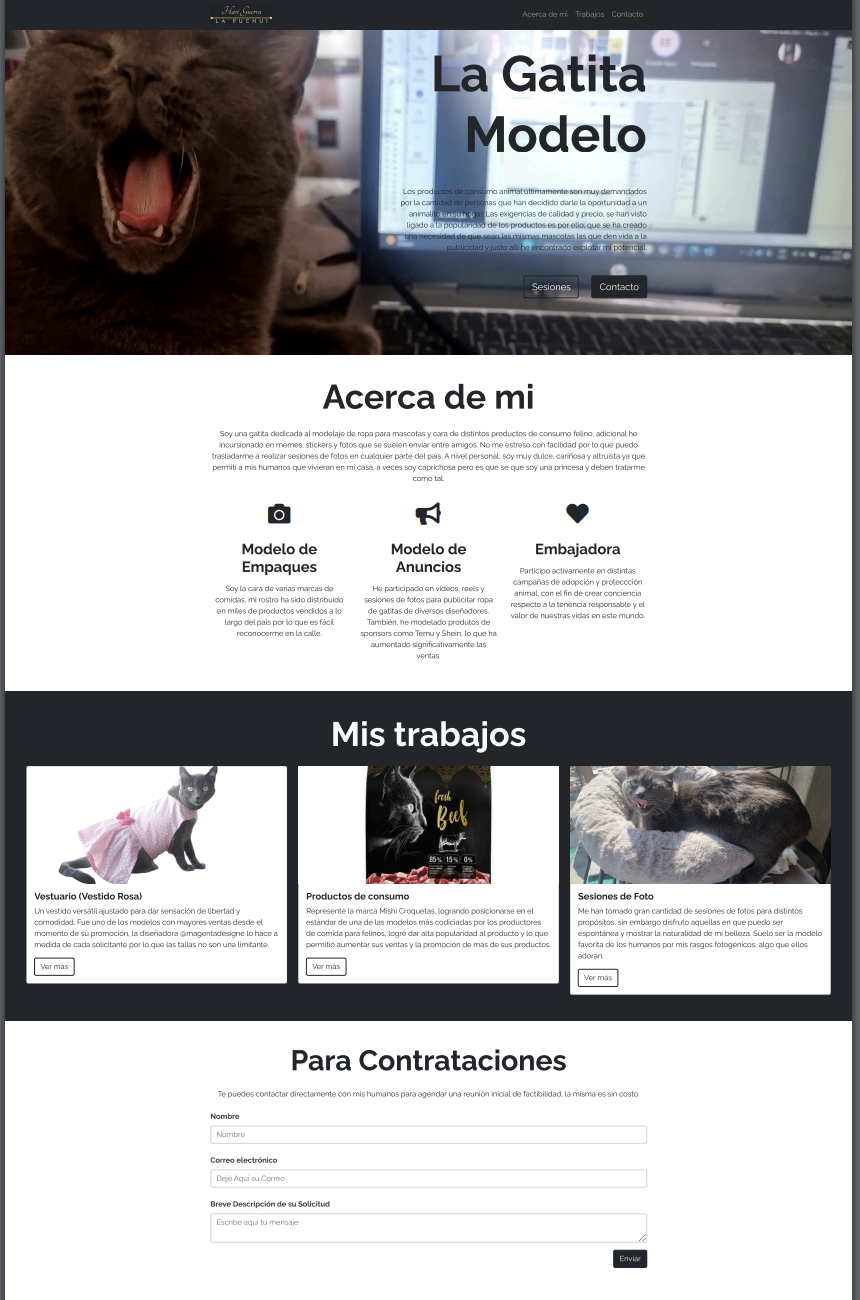 Hari Guerra
LA PUCHUI
Acerca de mi Trabajos Contacto
La Gatita
Modelo
Los productos de consumo animal últimamente son muy demandados
por la cantidad de personas que han decidido darle la oportunidad a un
animalito hogar. Las exigencias de calidad y precio, se han visto
ligado a la popularidad de los productos es por ello, que se ha creado
una necesidad de que sean las mismas mascotas las que den vida a la
publicidad y justo allí he encontrado explotar mi potencial.
Sesiones Contacto
Acerca de mi
Soy una gatita dedicada al modelaje de ropa para mascotas y cara de distintos productos de consumo felino, adicional he
incursionado en memes, stickers y fotos que se suelen enviar entre amigos. No me estreso con facilidad por lo que puedo
trasladarme a realizar sesiones de fotos en cualquier parte del país. A nivel personal, soy muy dulce, cariñosa y altruista ya que
permití a mis humanos que vivieran en mi casa, a veces soy caprichosa pero es que se que soy una princesa y deben tratarme
como tal.
Modelo de
Empaques
Soy la cara de varias marcas de
comidas, mi rostro ha sido distribuido
en miles de productos vendidos a lo
largo del país por lo que es fácil
reconocerme en la calle.
Modelo de
Anuncios
He participado en videos, reels y
sesiones de fotos para publicitar ropa
de gatitas de diversos diseñadores.
También, he modelado produtos de
sponsors como Temu y Shein, lo que ha
aumentado significativamente las
ventas.
Embajadora
Participo activamente en distintas
campañas de adopción y proteccción
animal, con el fin de crear conciencia
respecto a la tenencia responsable y el
valor de nuestras vidas en este mundo.
Mis trabajos
Vestuario (Vestido Rosa)
Un vestido versátil ajustado para dar sensación de libertad y
comodidad. Fue uno de los modelos con mayores ventas desde el
momento de su promoción, la diseñadora @magentadesigne lo hace a
medida de cada solicitante por lo que las tallas no son una limitante.
Ver más
fresh
Beef
85% 15% 0%
Productos de consumo
Representé la marca Mishi Croquetas, logrando posicionarse en el
estándar de una de las modelos más codiciadas por los productores
de comida para felinos, logré dar alta popularidad al producto y lo que
permitió aumentar sus ventas y la promoción de más de sus productos.
Ver más
Sesiones de Foto
Me han tomado gran cantidad de sesiones de fotos para distintos
propósitos, sin embargo disfruto aquellas en que puedo ser
espontánea y mostrar la naturalidad de mi belleza. Suelo ser la modelo
favorita de los humanos por mis rasgos fotogénicos, algo que ellos
adoran.
Ver más
Para Contrataciones
Te puedes contactar directamente con mis humanos para agendar una reunión inicial de factibilidad, la misma es sin costo.
Nombre
Nombre
Correo electrónico
Deje Aquí su Correo
Breve Descripción de su Solicitud
Escribe aquí tu mensaje
Enviar